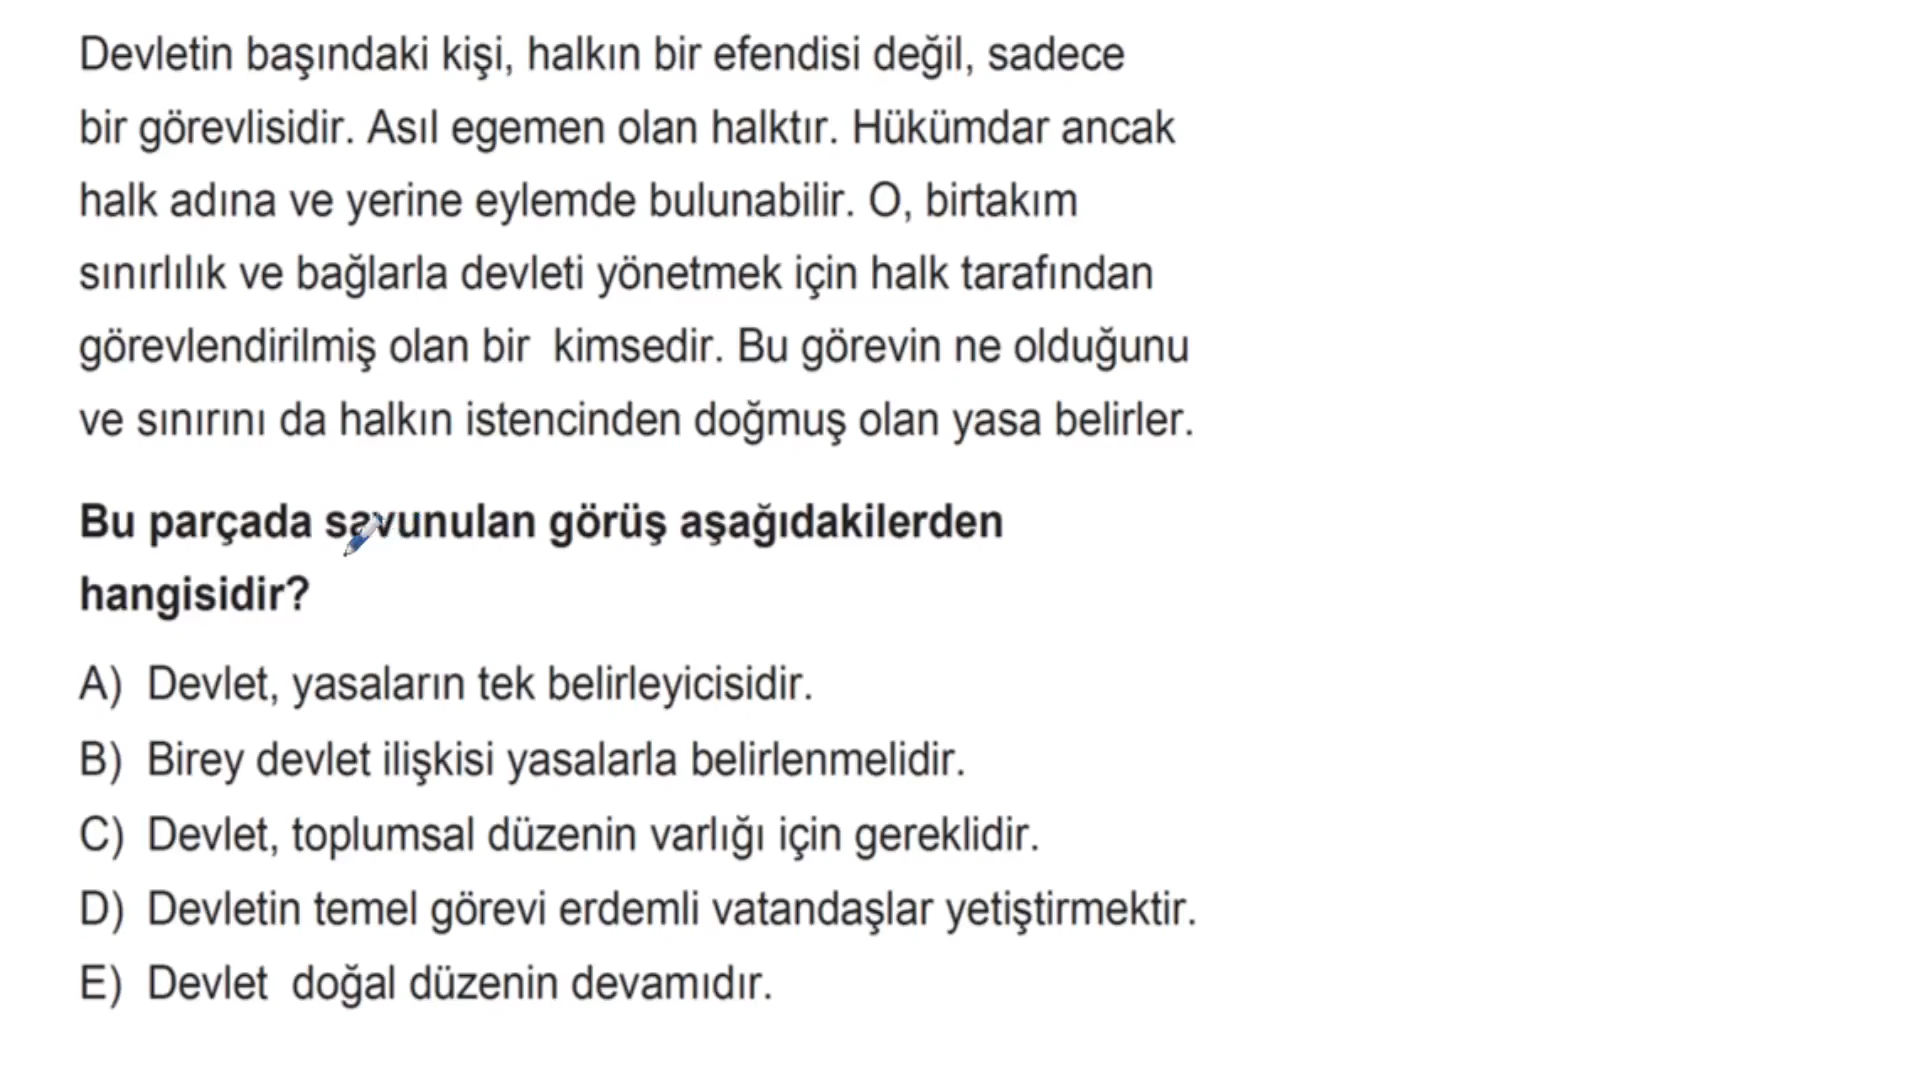 Devletin başındaki kişi, halkın bir efendisi değil, sadece
bir görevlisidir. Asıl egemen olan halktır. Hükümdar ancak
halk adına ve yerine eylemde bulunabilir. O, birtakım
sınırlılık ve bağlarla devleti yönetmek için halk tarafından
görevlendirilmiş olan bir kimsedir. Bu görevin ne olduğunu
ve sınırını da halkın istencinden doğmuş olan yasa belirler.
Bu parçada savunulan görüş aşağıdakilerden
hangisidir?
A) Devlet, yasaların tek belirleyicisidir.
B) Birey devlet ilişkisi yasalarla belirlenmelidir.
C) Devlet, toplumsal düzenin varlığı için gereklidir.
D) Devletin temel görevi erdemli vatandaşlar yetiştirmektir.
E) Devlet doğal düzenin devamıdır.